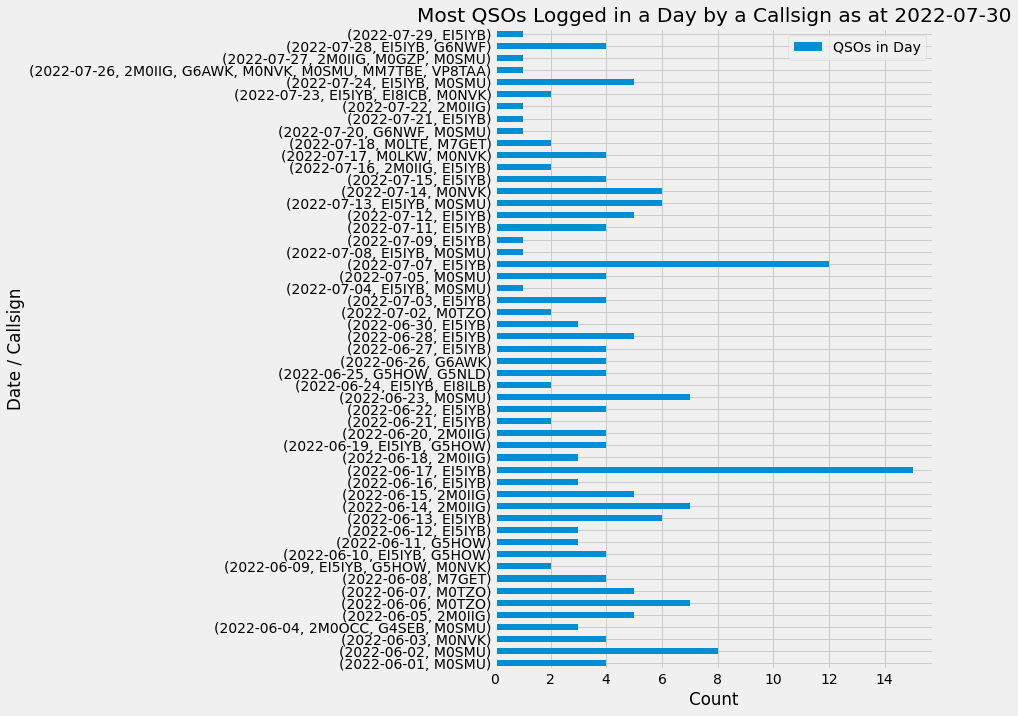 Most QSOs Logged in a Day by a Callsign as at 2022-07-30
QSOs in Day
Date / Callsign
(2022-07-29, EI5IYB)
(2022-07-28, EI5IYB, G6NWF)
(2022-07-27, 2M0IIG, M0GZP, M0SMU)
(2022-07-26, 2M0IIG, G6AWK, M0NVK, M0SMU, MM7TBE, VP8TAA)
(2022-07-24, EI5IYB, M0SMU)
(2022-07-23, EI5IYB, EI8ICB, M0NVK)
(2022-07-22, 2M0IIG)
(2022-07-21, EI5IYB)
(2022-07-20, G6NWF, M0SMU)
(2022-07-18, M0LTE, M7GET)
(2022-07-17, M0LKW, M0NVK)
(2022-07-16, 2M0IIG, EI5IYB)
(2022-07-15, EI5IYB)
(2022-07-14, M0NVK)
(2022-07-13, EI5IYB, M0SMU)
(2022-07-12, EI5IYB)
(2022-07-11, EI5IYB)
(2022-07-09, EI5IYB)
(2022-07-08, EI5IYB, M0SMU)
(2022-07-07, EI5IYB)
(2022-07-05, M0SMU)
(2022-07-04, EI5IYB, M0SMU)
(2022-07-03, EI5IYB)
(2022-07-02, M0TZO)
(2022-06-30, EI5IYB)
(2022-06-28, EI5IYB)
(2022-06-27, EI5IYB)
(2022-06-26, G6AWK)
(2022-06-25, G5HOW, G5NLD)
(2022-06-24, EI5IYB, EI8ILB)
(2022-06-23, M0SMU)
(2022-06-22, EI5IYB)
(2022-06-21, EI5IYB)
(2022-06-20, 2M0IIG)
(2022-06-19, EI5IYB, G5HOW)
(2022-06-18, 2M0IIG)
(2022-06-17, EI5IYB)
(2022-06-16, EI5IYB)
(2022-06-15, 2M0IIG)
(2022-06-14, 2M0IIG)
(2022-06-13, EI5IYB)
(2022-06-12, EI5IYB)
(2022-06-11, G5HOW)
(2022-06-10, EI5IYB, G5HOW)
(2022-06-09, EI5IYB, G5HOW, M0NVK)
(2022-06-08, M7GET)
(2022-06-07, M0TZO)
(2022-06-06, M0TZO)
(2022-06-05, 2M0IIG)
(2022-06-04, 2M0OCC, G4SEB, M0SMU)
(2022-06-03, M0NVK)
(2022-06-02, M0SMU)
(2022-06-01, M0SMU)
0 2 4 6 8 10 12 14
Count